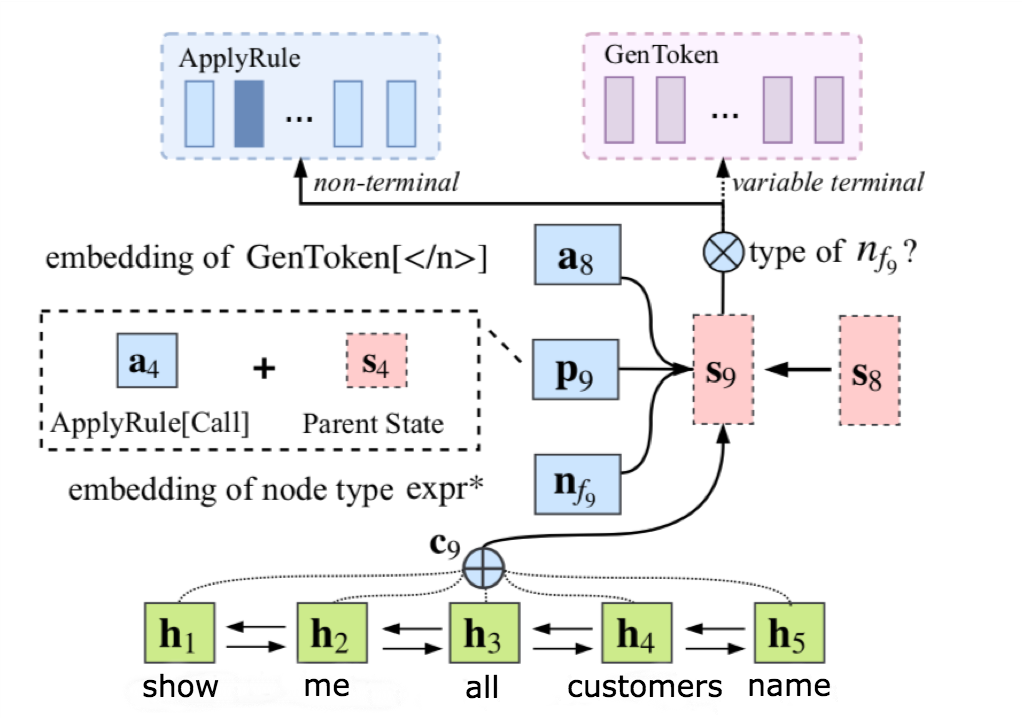 ApplyRule
...
GenToken
...
non-terminal
variable terminal
embedding of GenToken[</n>]
a8
type of nf9?
a4 + s4
ApplyRule[Call] Parent State
p9
s9
s8
embedding of node type expr*
nf9
c9
h1 h2 h3 h4 h5
show me all customers name